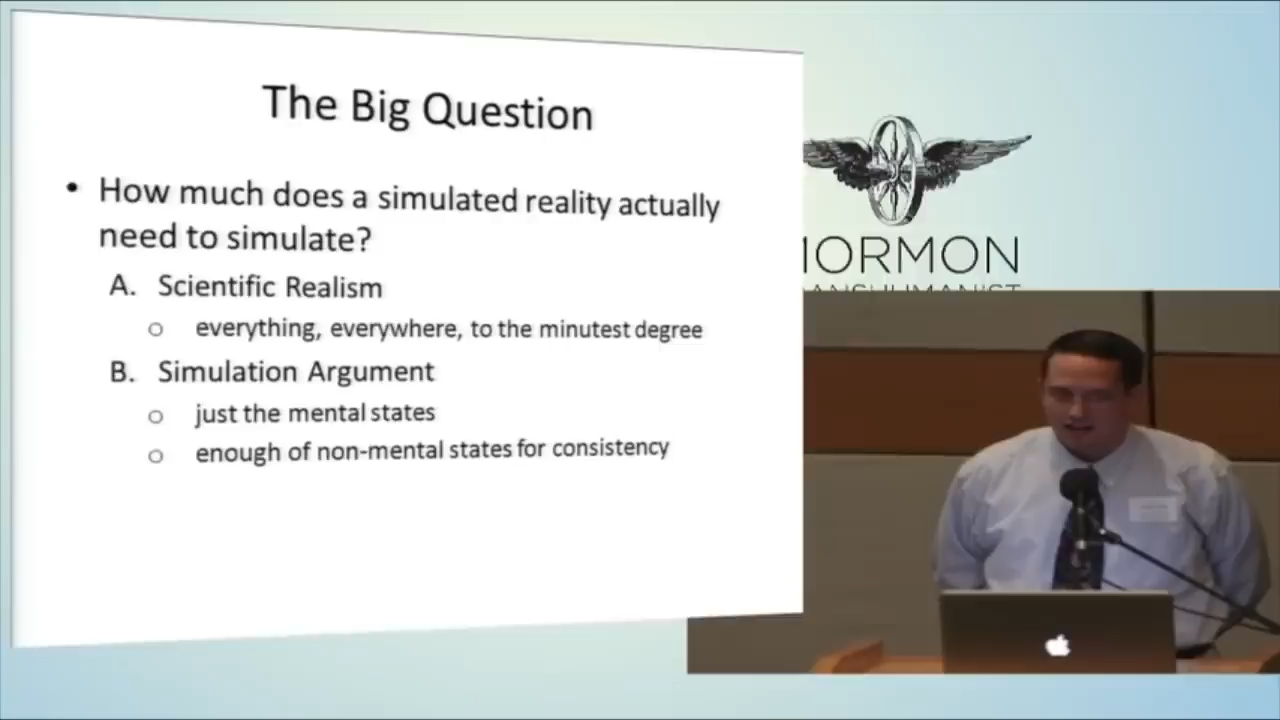 The Big Question
• How much does a simulated reality actually
need to simulate?
A. Scientific Realism
o everything, everywhere, to the minutest degree
B. Simulation Argument
o just the mental states
o enough of non-mental states for consistency
MORMON